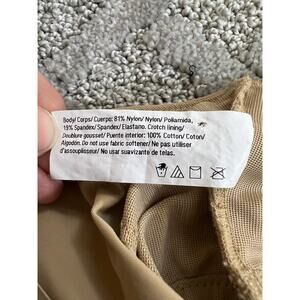 Body/ Corps/ Cuerpo: 81% Nylon/ Nylon/ Poliamida,
19% Spandex/ Spandex/ Elastano. Crotch lining/
Doublure gousset/ Puente interior: 100% Cotton/ Coton/
Algodón. Do not use fabric softener/ Ne pas utiliser
d'assouplisseur/ No usar suavizante de telas.